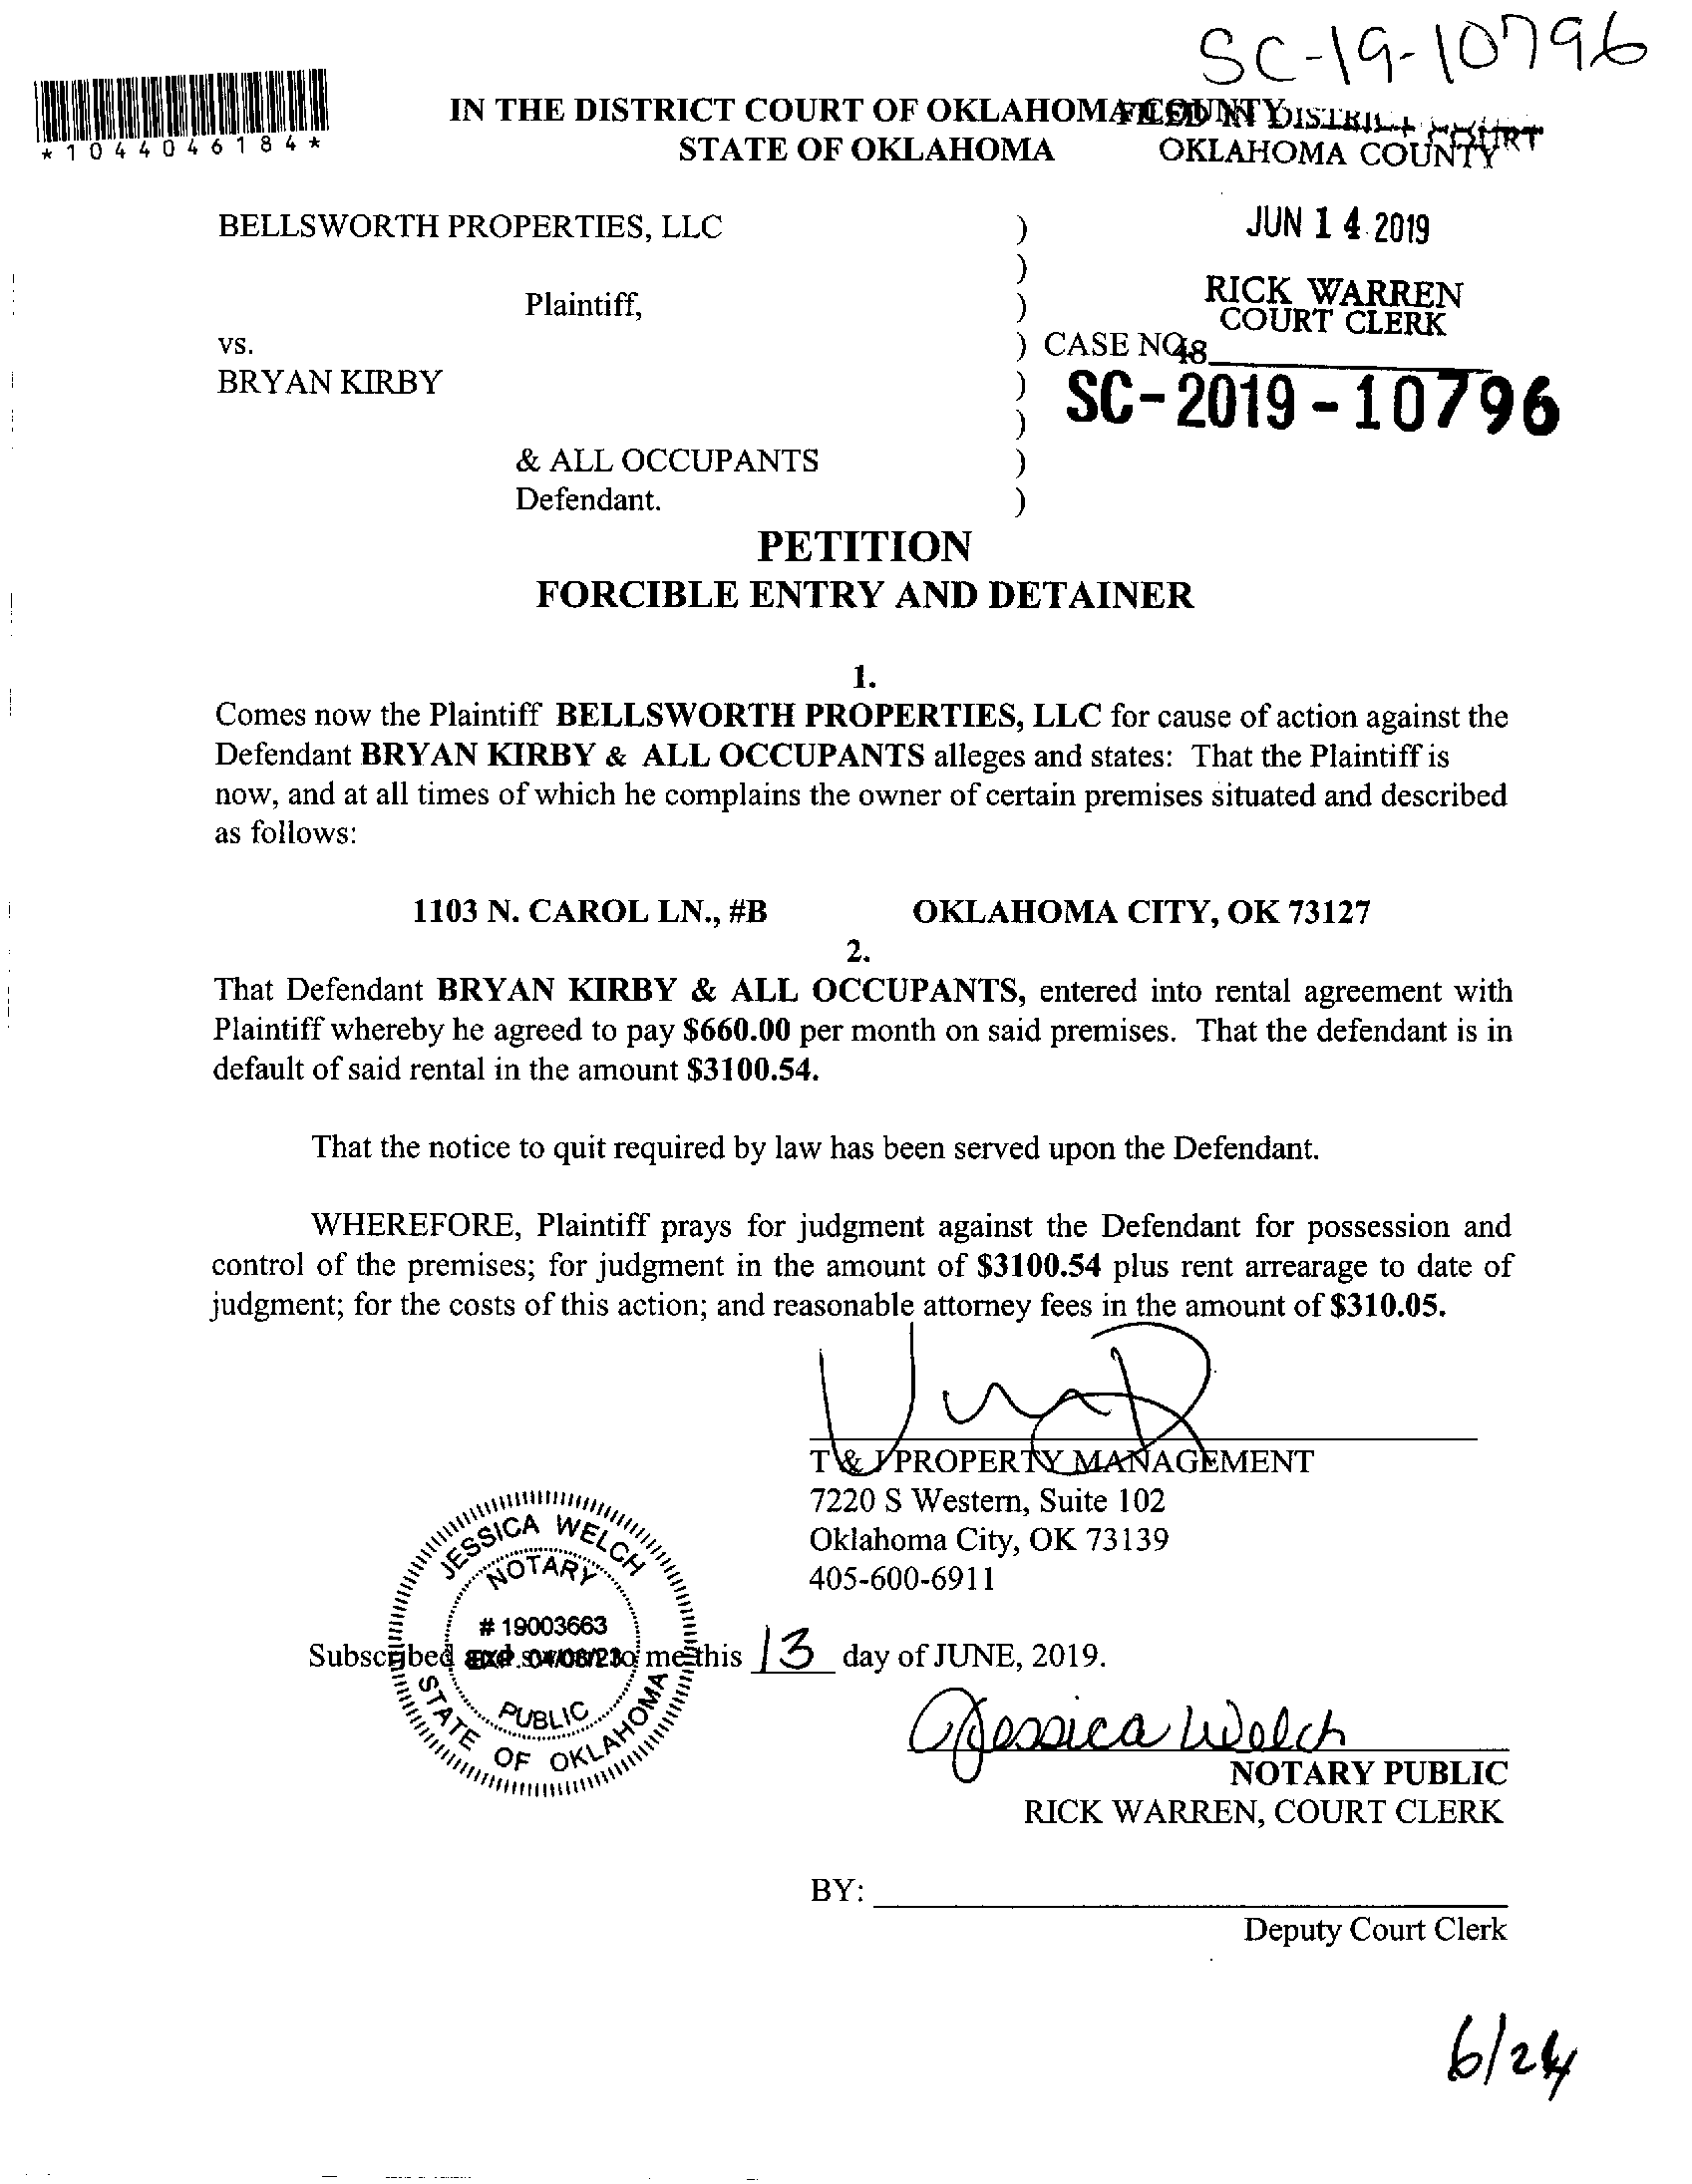 SC-19-10796
*1044046184*
IN THE DISTRICT COURT OF OKLAHOMA COUNTY
STATE OF OKLAHOMA
FILED IN DISTRICT COURT
OKLAHOMA COUNTY
JUN 14 2019
RICK WARREN
COURT CLERK
48
BELLSWORTH PROPERTIES, LLC )
)
Plaintiff, )
vs. ) CASE NO.
BRYAN KIRBY ) SC-2019-10796
)
& ALL OCCUPANTS )
Defendant. )
PETITION
FORCIBLE ENTRY AND DETAINER
1.
Comes now the Plaintiff BELLSWORTH PROPERTIES, LLC for cause of action against the
Defendant BRYAN KIRBY & ALL OCCUPANTS alleges and states: That the Plaintiff is
now, and at all times of which he complains the owner of certain premises situated and described
as follows:
1103 N. CAROL LN., #B OKLAHOMA CITY, OK 73127
2.
That Defendant BRYAN KIRBY & ALL OCCUPANTS, entered into rental agreement with
Plaintiff whereby he agreed to pay $660.00 per month on said premises. That the defendant is in
default of said rental in the amount $3100.54.
That the notice to quit required by law has been served upon the Defendant.
WHEREFORE, Plaintiff prays for judgment against the Defendant for possession and
control of the premises; for judgment in the amount of $3100.54 plus rent arrearage to date of
judgment; for the costs of this action; and reasonable attorney fees in the amount of $310.05.
T & J PROPERTY MANAGEMENT
7220 S Western, Suite 102
Oklahoma City, OK 73139
405-600-6911
JESSICA WELCH
NOTARY
# 19003663
EXP. 04/08/23
PUBLIC
STATE OF OKLAHOMA
Subscribed and sworn to me this 13 day of JUNE, 2019.
Jessica Welch
NOTARY PUBLIC
RICK WARREN, COURT CLERK
BY:
Deputy Court Clerk
6/24